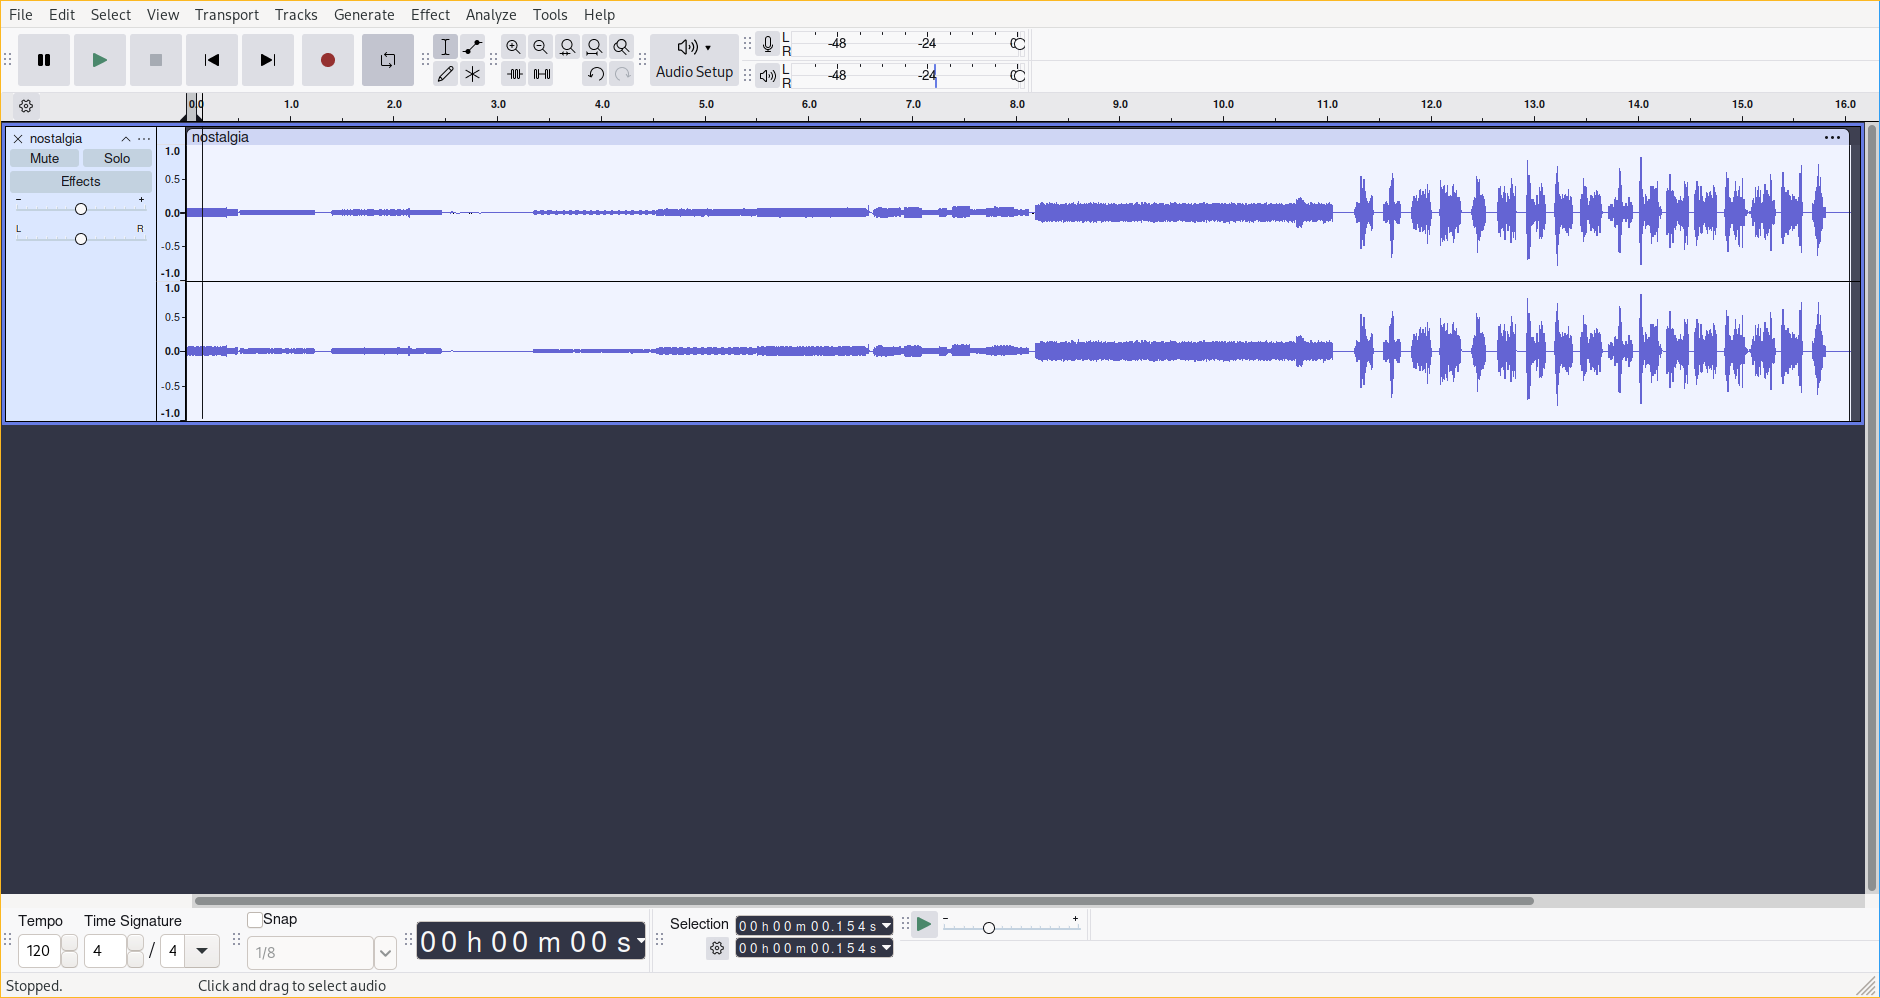 File Edit Select View Transport Tracks Generate Effect Analyze Tools Help
Audio Setup
L
R
-48 -24 0
L
R
-48 -24 0
0.0 1.0 2.0 3.0 4.0 5.0 6.0 7.0 8.0 9.0 10.0 11.0 12.0 13.0 14.0 15.0 16.0
nostalgia
Mute Solo
Effects
- +
L R
nostalgia
1.0
0.5
0.0
-0.5
-1.0
1.0
0.5
0.0
-0.5
-1.0
Tempo
120
Time Signature
4 / 4
Snap
1/8
00 h 00 m 00 s
Selection
00 h 00 m 00.154 s
00 h 00 m 00.154 s
- +
Stopped. Click and drag to select audio